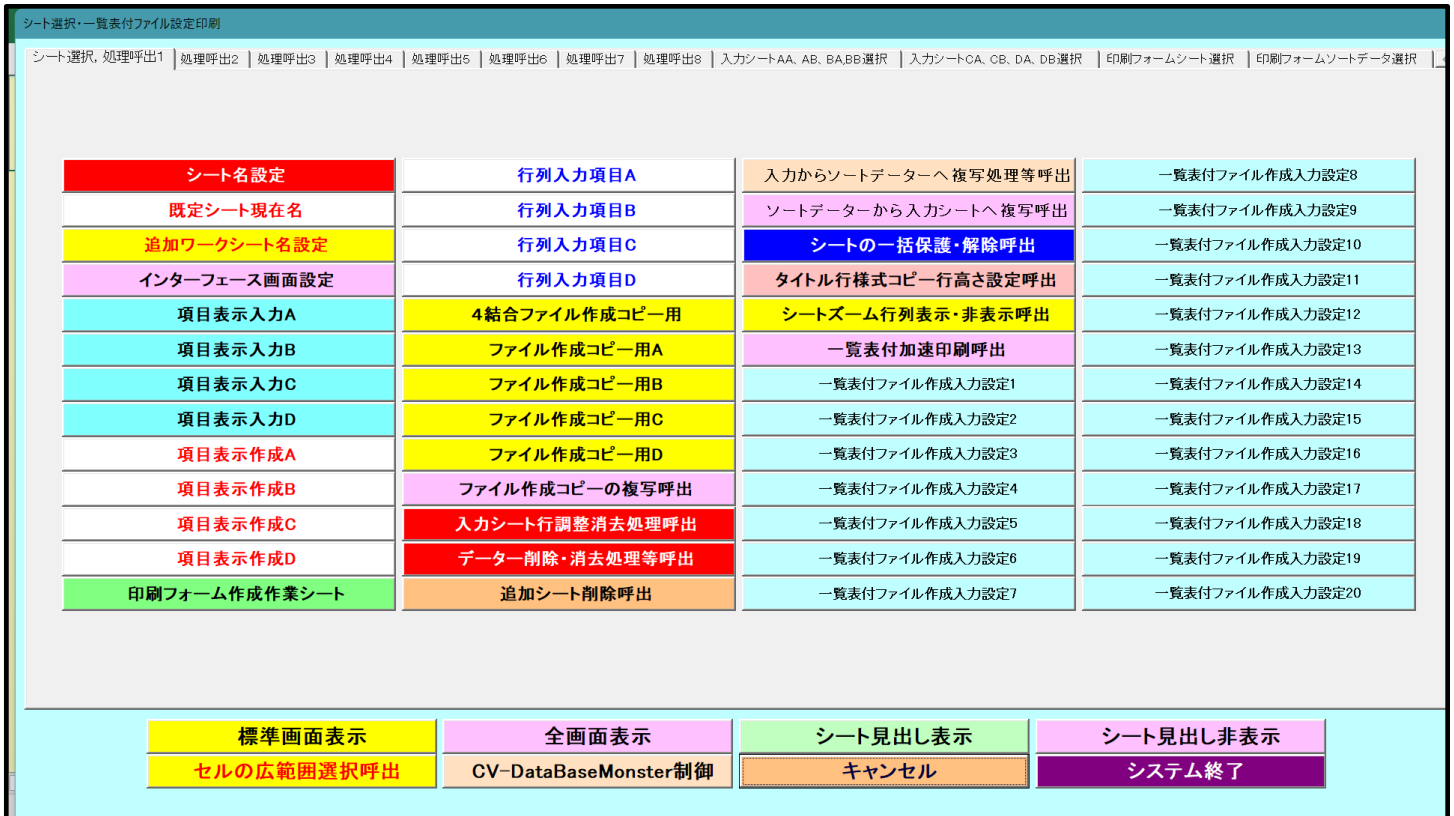 シート選択・一覧表付ファイル設定印刷
シート選択, 処理呼出1 処理呼出2 処理呼出3 処理呼出4 処理呼出5 処理呼出6 処理呼出7 処理呼出8 入力シートAA、AB、BA,BB選択 入力シートCA、CB、DA、DB選択 印刷フォームシート選択 印刷フォームソートデータ選択
シート名設定 行列入力項目A 入力からソートデーターへ複写処理等呼出 一覧表付ファイル作成入力設定8
既定シート現在名 行列入力項目B ソートデーターから入力シートへ複写呼出 一覧表付ファイル作成入力設定9
追加ワークシート名設定 行列入力項目C シートの一括保護・解除呼出 一覧表付ファイル作成入力設定10
インターフェース画面設定 行列入力項目D タイトル行様式コピー行高さ設定呼出 一覧表付ファイル作成入力設定11
項目表示入力A 4結合ファイル作成コピー用 シートズーム行列表示・非表示呼出 一覧表付ファイル作成入力設定12
項目表示入力B ファイル作成コピー用A 一覧表付加速印刷呼出 一覧表付ファイル作成入力設定13
項目表示入力C ファイル作成コピー用B 一覧表付ファイル作成入力設定1 一覧表付ファイル作成入力設定14
項目表示入力D ファイル作成コピー用C 一覧表付ファイル作成入力設定2 一覧表付ファイル作成入力設定15
項目表示作成A ファイル作成コピー用D 一覧表付ファイル作成入力設定3 一覧表付ファイル作成入力設定16
項目表示作成B ファイル作成コピーの複写呼出 一覧表付ファイル作成入力設定4 一覧表付ファイル作成入力設定17
項目表示作成C 入力シート行調整消去処理呼出 一覧表付ファイル作成入力設定5 一覧表付ファイル作成入力設定18
項目表示作成D データー削除・消去処理等呼出 一覧表付ファイル作成入力設定6 一覧表付ファイル作成入力設定19
印刷フォーム作成作業シート 追加シート削除呼出 一覧表付ファイル作成入力設定7 一覧表付ファイル作成入力設定20
標準画面表示 全画面表示 シート見出し表示 シート見出し非表示
セルの広範囲選択呼出 CV-DataBaseMonster制御 キャンセル システム終了